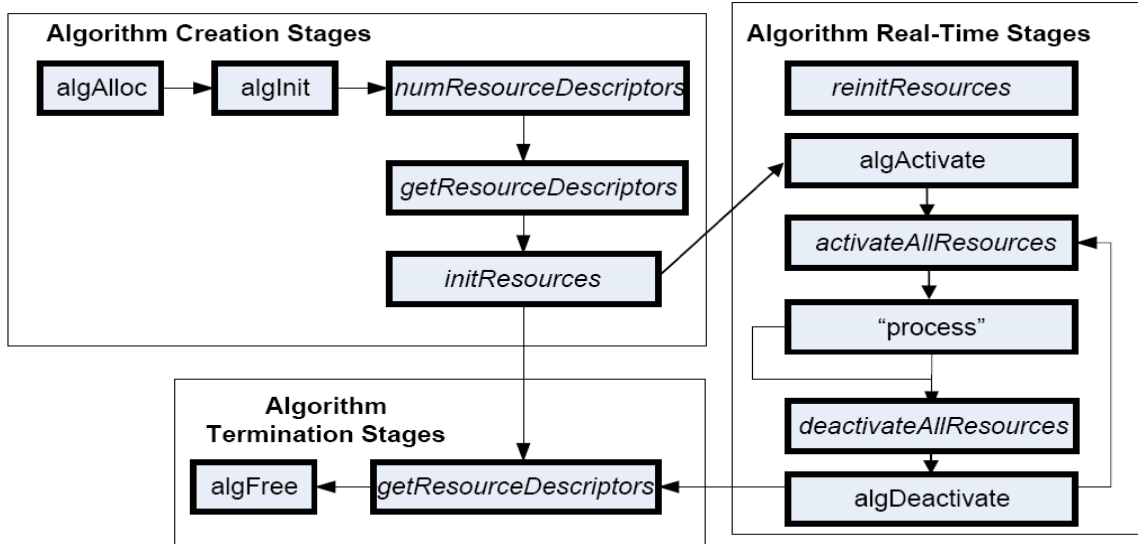 Algorithm Creation Stages
algAlloc
algInit
numResourceDescriptors
getResourceDescriptors
initResources
Algorithm Real-Time Stages
reinitResources
algActivate
activateAllResources
“process”
deactivateAllResources
algDeactivate
Algorithm
Termination Stages
algFree
getResourceDescriptors